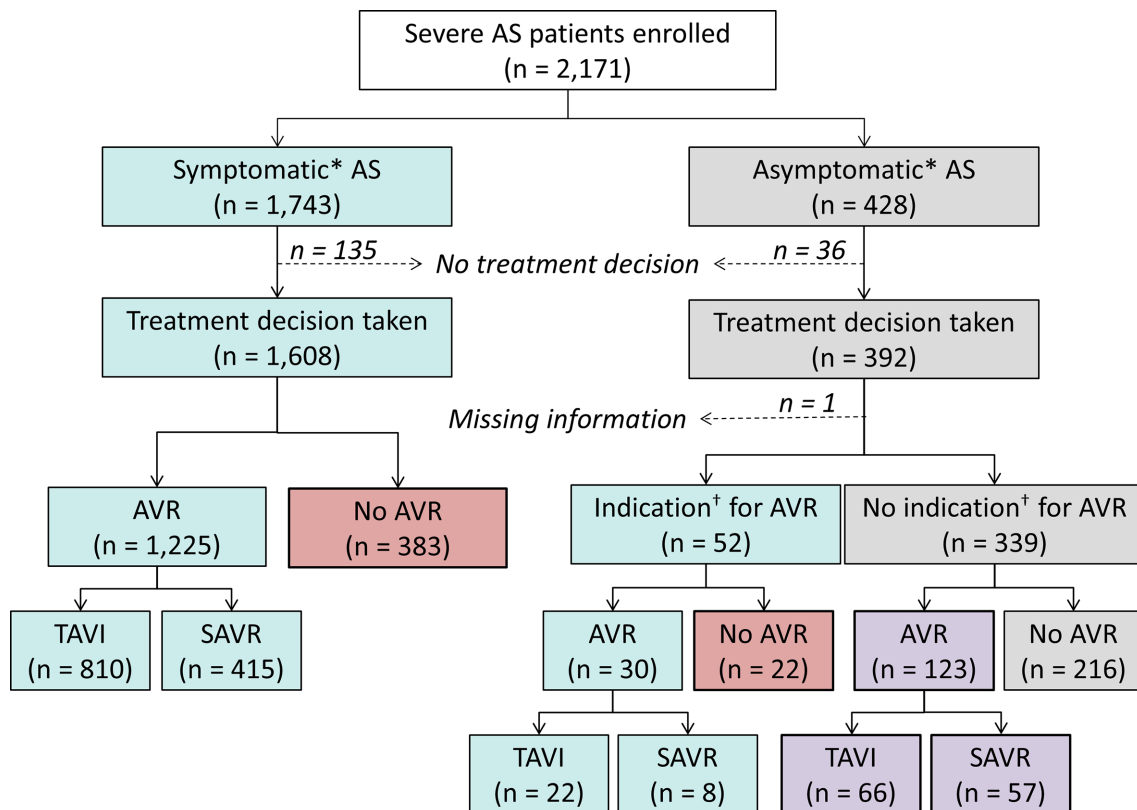 Severe AS patients enrolled
(n = 2,171)
Symptomatic* AS
(n = 1,743)
Asymptomatic* AS
(n = 428)
n = 135
No treatment decision
n = 36
Treatment decision taken
(n = 1,608)
Treatment decision taken
(n = 392)
Missing information
n = 1
AVR
(n = 1,225)
No AVR
(n = 383)
Indication† for AVR
(n = 52)
No indication† for AVR
(n = 339)
TAVI
(n = 810)
SAVR
(n = 415)
AVR
(n = 30)
No AVR
(n = 22)
AVR
(n = 123)
No AVR
(n = 216)
TAVI
(n = 22)
SAVR
(n = 8)
TAVI
(n = 66)
SAVR
(n = 57)